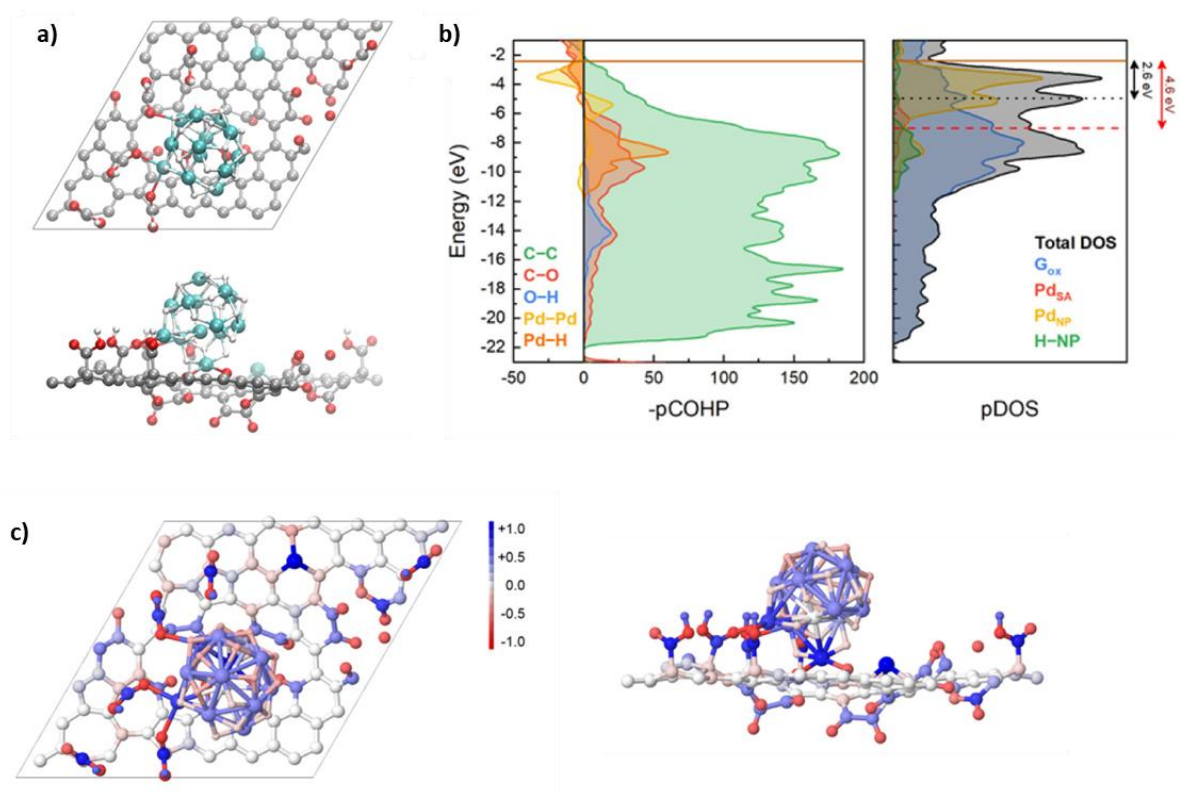 a)
b)
Energy (eV)
-2
-4
-6
-8
-10
-12
-14
-16
-18
-20
-22
C–C
C–O
O–H
Pd–Pd
Pd–H
-50 0 50 100 150 200
-pCOHP
Total DOS
Gox
PdSA
PdNP
H–NP
pDOS
2.6 eV
4.6 eV
c)
+1.0
+0.5
0.0
-0.5
-1.0